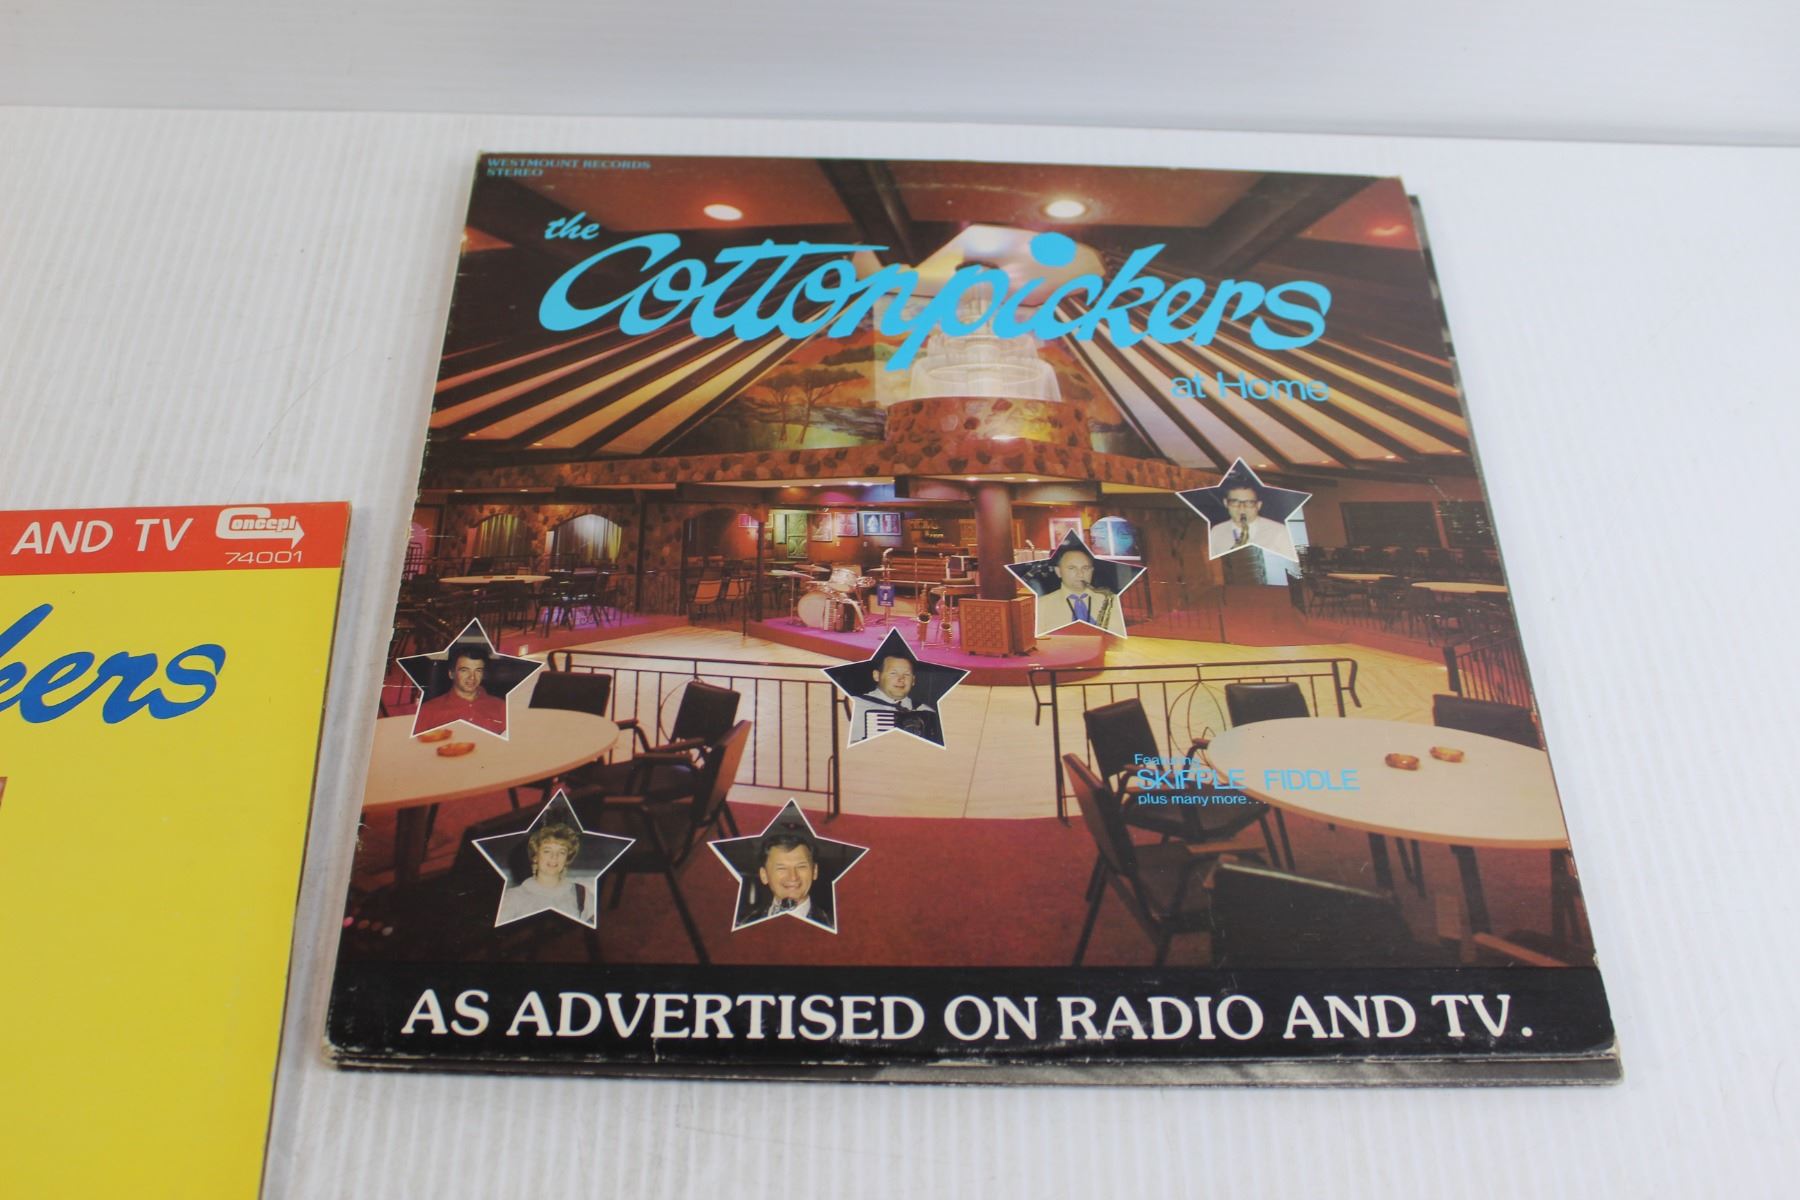 WESTMOUNT RECORDS
STEREO
the
Cottonpickers
at Home
Featuring
SKIFFLE FIDDLE
plus many more...
AS ADVERTISED ON RADIO AND TV.
AND TV
Concept
74001
kers